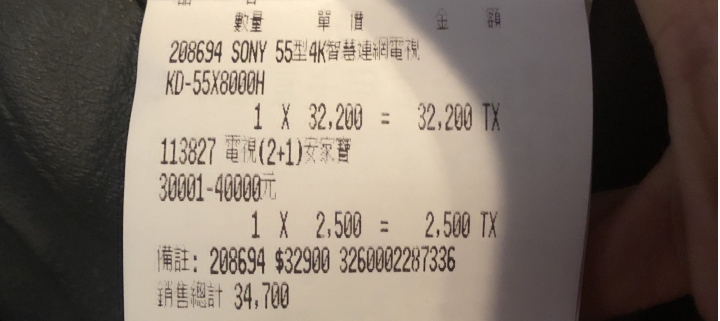 數量 單價 金額
208694 SONY 55型4K智慧連網電視
KD-55X8000H
1 X 32,200 = 32,200 TX
113827 電視(2+1)安家寶
30001-40000元
1 X 2,500 = 2,500 TX
備註: 208694 $32900 3260002287336
銷售總計 34,700